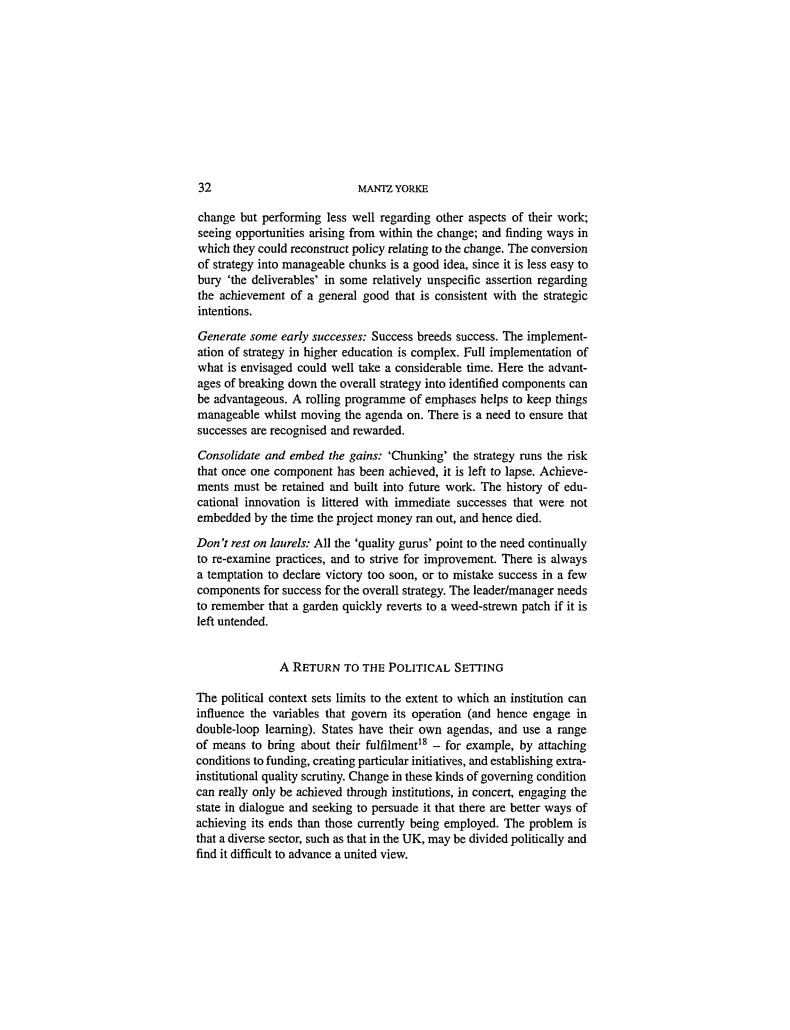 32
MANTZ YORKE
change but performing less well regarding other aspects of their work;
seeing opportunities arising from within the change; and finding ways in
which they could reconstruct policy relating to the change. The conversion
of strategy into manageable chunks is a good idea, since it is less easy to
bury ‘the deliverables’ in some relatively unspecific assertion regarding
the achievement of a general good that is consistent with the strategic
intentions.
Generate some early successes: Success breeds success. The implement-
ation of strategy in higher education is complex. Full implementation of
what is envisaged could well take a considerable time. Here the advant-
ages of breaking down the overall strategy into identified components can
be advantageous. A rolling programme of emphases helps to keep things
manageable whilst moving the agenda on. There is a need to ensure that
successes are recognised and rewarded.
Consolidate and embed the gains: ‘Chunking’ the strategy runs the risk
that once one component has been achieved, it is left to lapse. Achieve-
ments must be retained and built into future work. The history of edu-
cational innovation is littered with immediate successes that were not
embedded by the time the project money ran out, and hence died.
Don’t rest on laurels: All the ‘quality gurus’ point to the need continually
to re-examine practices, and to strive for improvement. There is always
a temptation to declare victory too soon, or to mistake success in a few
components for success for the overall strategy. The leader/manager needs
to remember that a garden quickly reverts to a weed-strewn patch if it is
left untended.
A RETURN TO THE POLITICAL SETTING
The political context sets limits to the extent to which an institution can
influence the variables that govern its operation (and hence engage in
double-loop learning). States have their own agendas, and use a range
of means to bring about their fulfilment18 – for example, by attaching
conditions to funding, creating particular initiatives, and establishing extra-
institutional quality scrutiny. Change in these kinds of governing condition
can really only be achieved through institutions, in concert, engaging the
state in dialogue and seeking to persuade it that there are better ways of
achieving its ends than those currently being employed. The problem is
that a diverse sector, such as that in the UK, may be divided politically and
find it difficult to advance a united view.